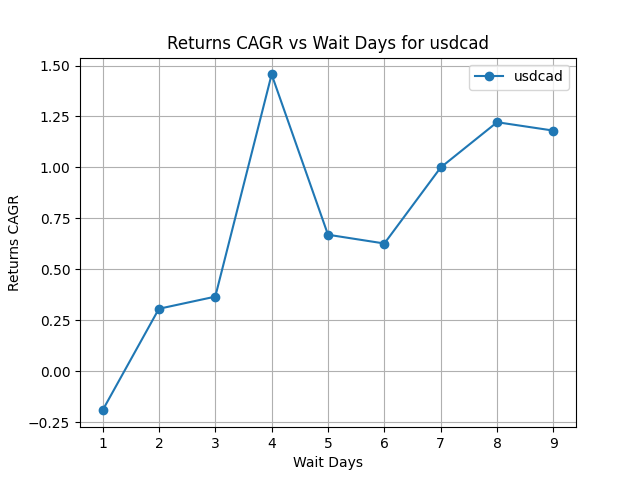 Returns CAGR vs Wait Days for usdcad
usdcad
1.50
1.25
1.00
0.75
0.50
0.25
0.00
−0.25
Returns CAGR
1 2 3 4 5 6 7 8 9
Wait Days